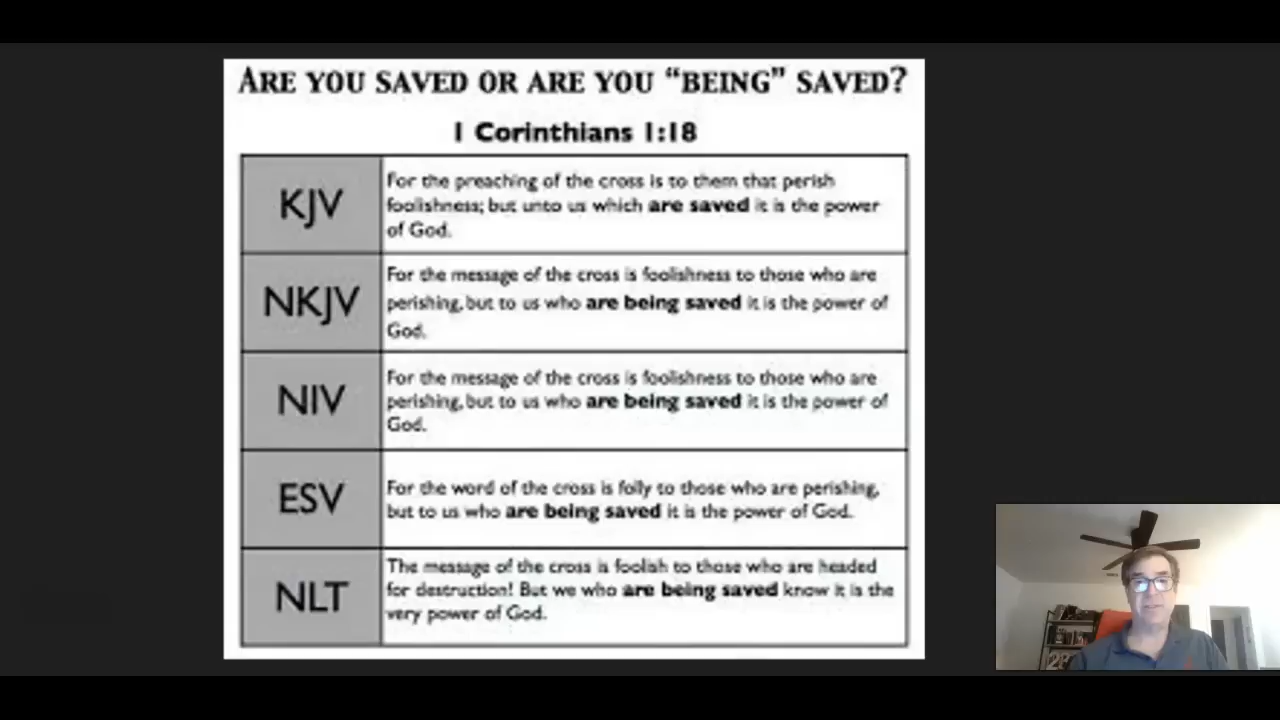 ARE YOU SAVED OR ARE YOU “BEING” SAVED?
1 Corinthians 1:18
KJV
For the preaching of the cross is to them that perish
foolishness; but unto us which are saved it is the power
of God.
NKJV
For the message of the cross is foolishness to those who are
perishing, but to us who are being saved it is the power of
God.
NIV
For the message of the cross is foolishness to those who are
perishing, but to us who are being saved it is the power of
God.
ESV
For the word of the cross is folly to those who are perishing,
but to us who are being saved it is the power of God.
NLT
The message of the cross is foolish to those who are headed
for destruction! But we who are being saved know it is the
very power of God.